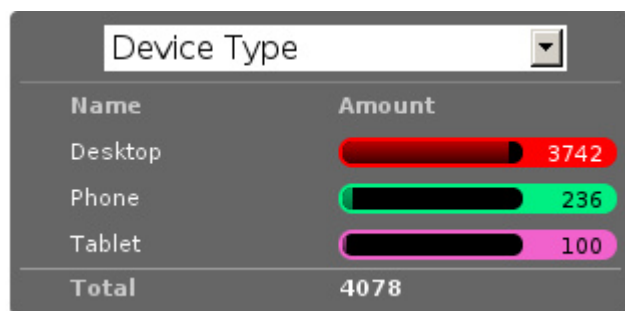 Device Type
Name Amount
Desktop 3742
Phone 236
Tablet 100
Total 4078